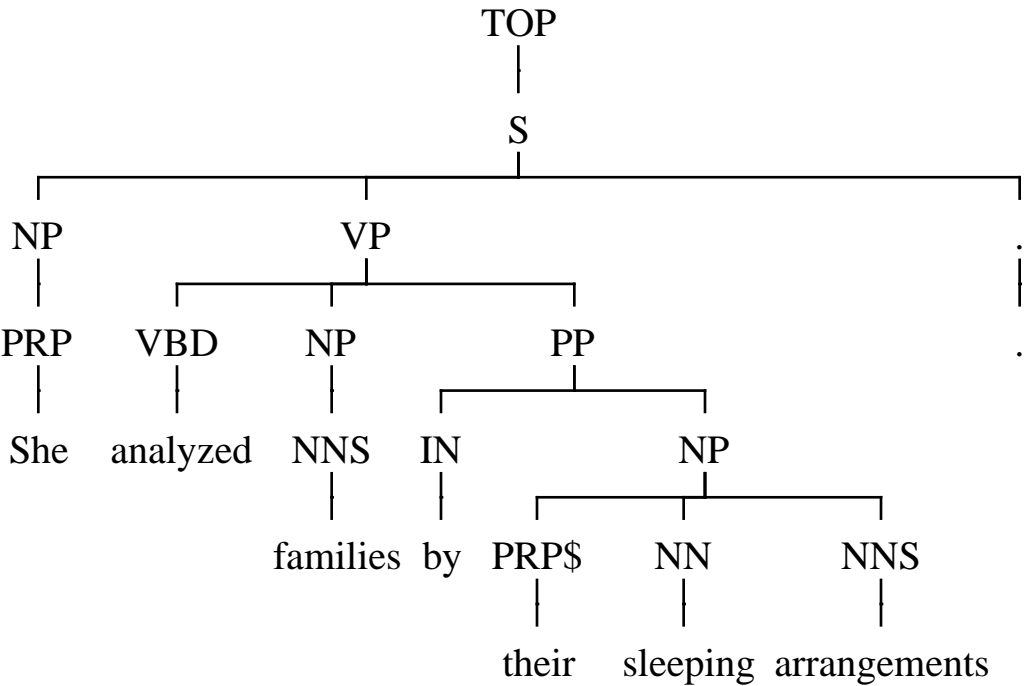 TOP
S
NP VP .
PRP VBD NP PP .
She analyzed NNS IN NP
families by PRP$ NN NNS
their sleeping arrangements